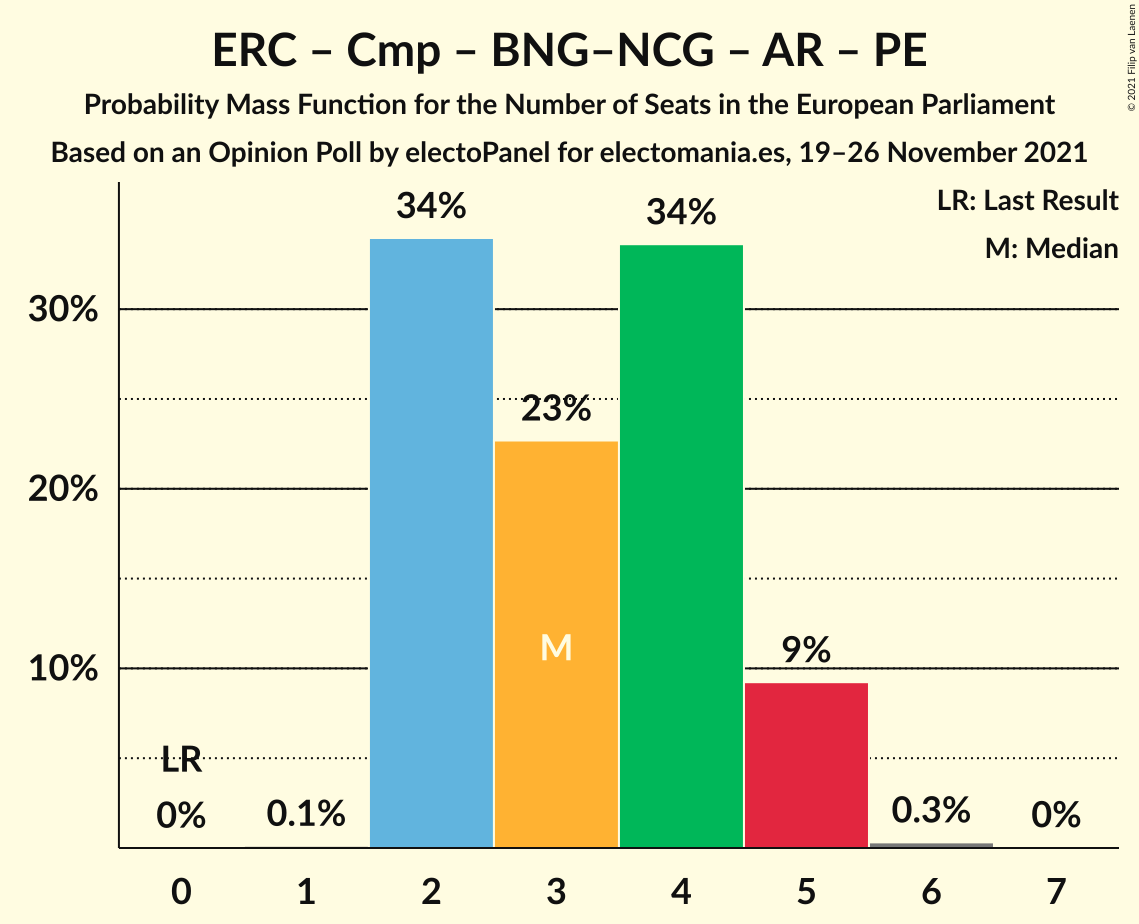 ERC – Cmp – BNG–NCG – AR – PE
Probability Mass Function for the Number of Seats in the European Parliament
Based on an Opinion Poll by electoPanel for electomania.es, 19–26 November 2021
© 2021 Filip van Laenen
LR: Last Result
M: Median
34%
34%
30%
23%
20%
M
10%
9%
LR
0%
0.1%
0.3%
0%
0 1 2 3 4 5 6 7